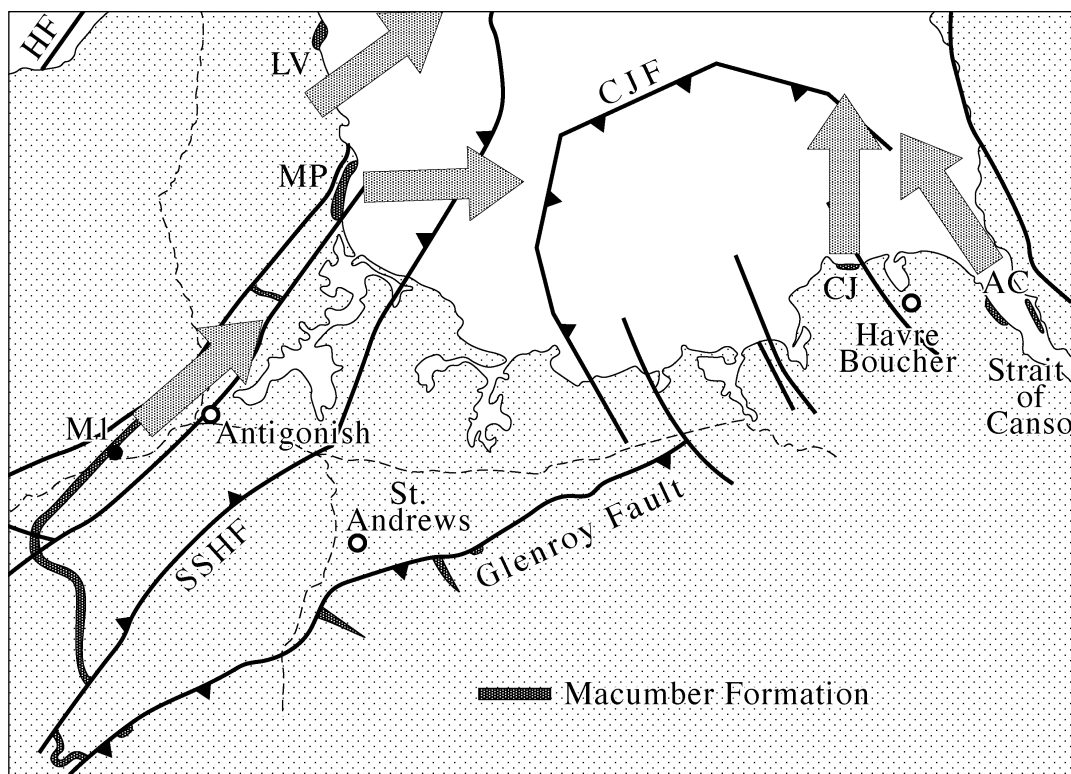 HF
LV
CJF
MP
CJ
AC
Havre
Boucher
Strait
of
Canso
MI
Antigonish
St.
Andrews
SSHF
Glenroy Fault
Macumber Formation